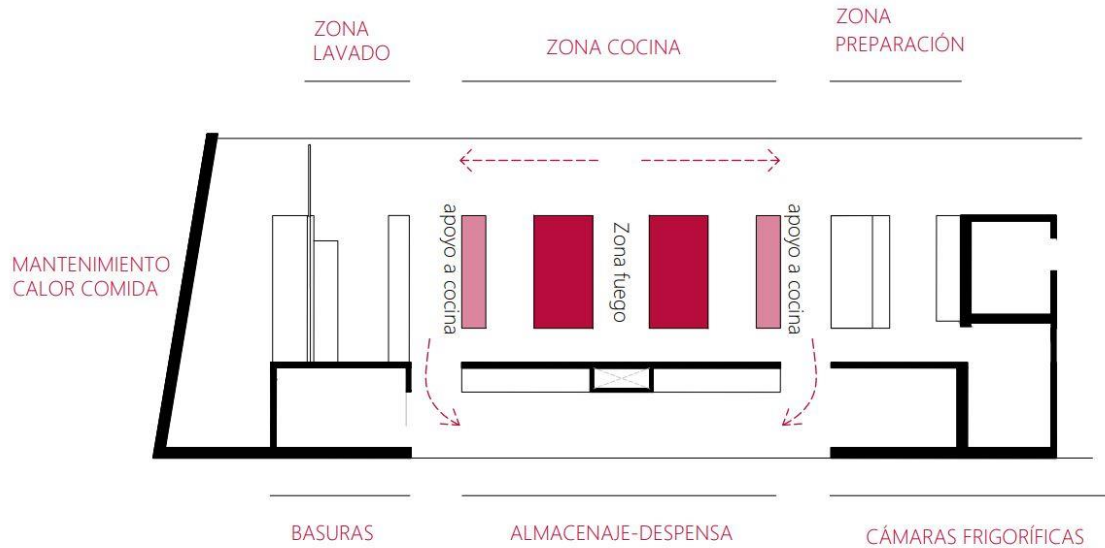 ZONA
LAVADO
ZONA COCINA
ZONA
PREPARACIÓN
MANTENIMIENTO
CALOR COMIDA
apoyo a cocina
Zona fuego
apoyo a cocina
BASURAS
ALMACENAJE-DESPENSA
CÁMARAS FRIGORÍFICAS